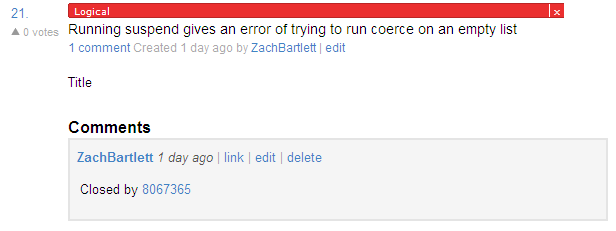 21.
Logical ×
▲ 0 votes Running suspend gives an error of trying to run coerce on an empty list
1 comment Created 1 day ago by ZachBartlett | edit
Title
Comments
ZachBartlett 1 day ago | link | edit | delete
Closed by 8067365